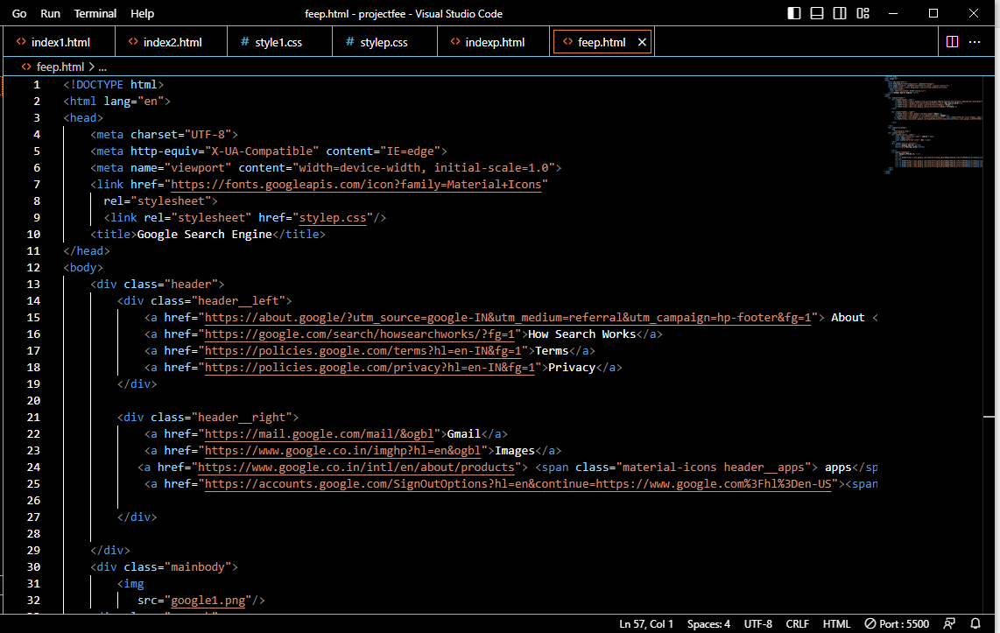 Go Run Terminal Help feep.html - projectfee - Visual Studio Code
<> index1.html <> index2.html # style1.css # stylep.css <> indexp.html <> feep.html
<> feep.html > ...
1 <!DOCTYPE html>
2 <html lang="en">
3 <head>
4 <meta charset="UTF-8">
5 <meta http-equiv="X-UA-Compatible" content="IE=edge">
6 <meta name="viewport" content="width=device-width, initial-scale=1.0">
7 <link href="https://fonts.googleapis.com/icon?family=Material+Icons"
8 rel="stylesheet">
9 <link rel="stylesheet" href="stylep.css"/>
10 <title>Google Search Engine</title>
11 </head>
12 <body>
13 <div class="header">
14 <div class="header__left">
15 <a href="https://about.google/?utm_source=google-IN&utm_medium=referral&utm_campaign=hp-footer&fg=1"> About <
16 <a href="https://google.com/search/howsearchworks/?fg=1">How Search Works</a>
17 <a href="https://policies.google.com/terms?hl=en-IN&fg=1">Terms</a>
18 <a href="https://policies.google.com/privacy?hl=en-IN&fg=1">Privacy</a>
19 </div>
20
21 <div class="header__right">
22 <a href="https://mail.google.com/mail/&ogbl">Gmail</a>
23 <a href="https://www.google.co.in/imghp?hl=en&ogbl">Images</a>
24 <a href="https://www.google.co.in/intl/en/about/products"> <span class="material-icons header__apps"> apps</sp
25 <a href="https://accounts.google.com/SignOutOptions?hl=en&continue=https://www.google.com%3Fhl%3Den-US"><span
26
27 </div>
28
29 </div>
30 <div class="mainbody">
31 <img
32 src="google1.png"/>
Ln 57, Col 1 Spaces: 4 UTF-8 CRLF HTML Port : 5500